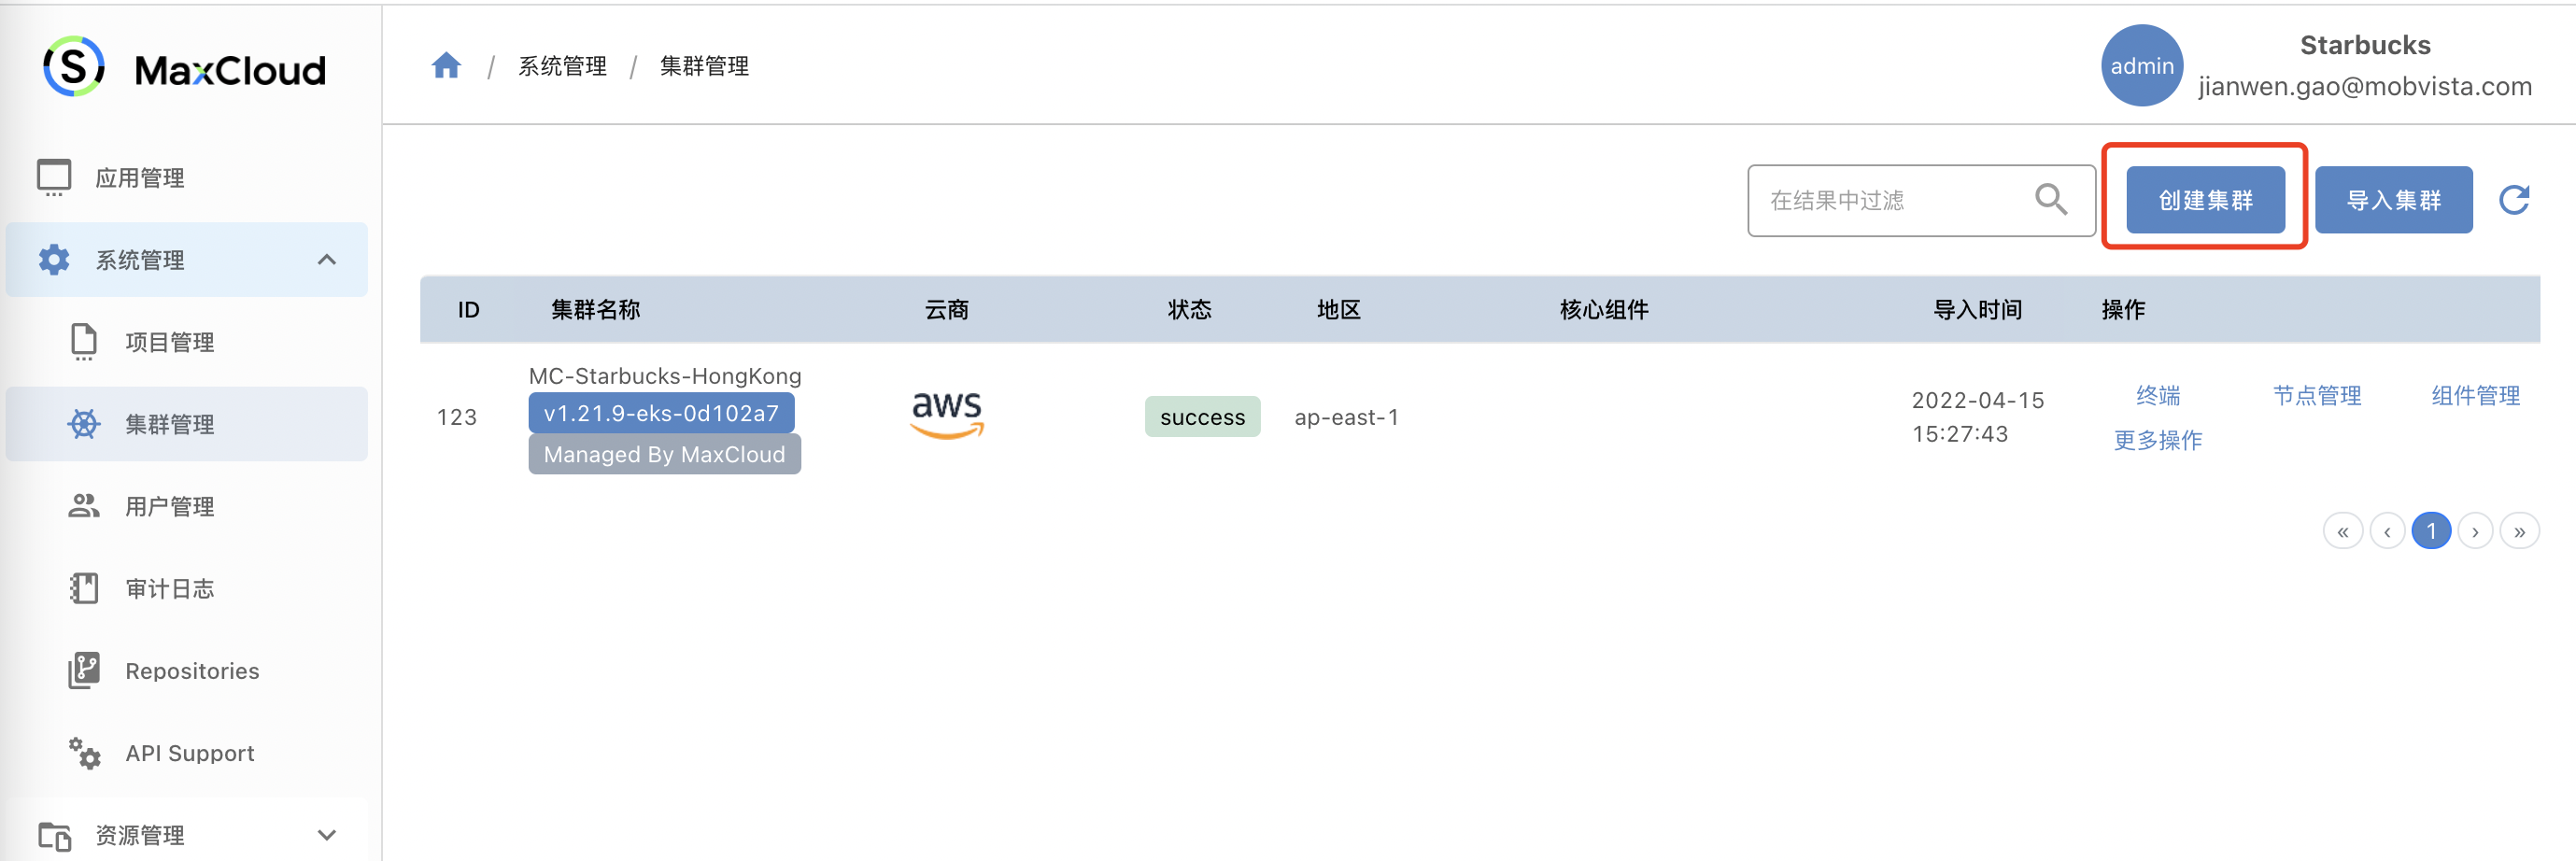 MaxCloud
应用管理
系统管理
项目管理
集群管理
用户管理
审计日志
Repositories
API Support
资源管理
/ 系统管理 / 集群管理
admin
Starbucks
jianwen.gao@mobvista.com
在结果中过滤
创建集群
导入集群
ID 集群名称 云商 状态 地区 核心组件 导入时间 操作
123
MC-Starbucks-HongKong
v1.21.9-eks-0d102a7
Managed By MaxCloud
aws
success
ap-east-1
2022-04-15
15:27:43
终端 节点管理 组件管理
更多操作
« ‹ 1 › »